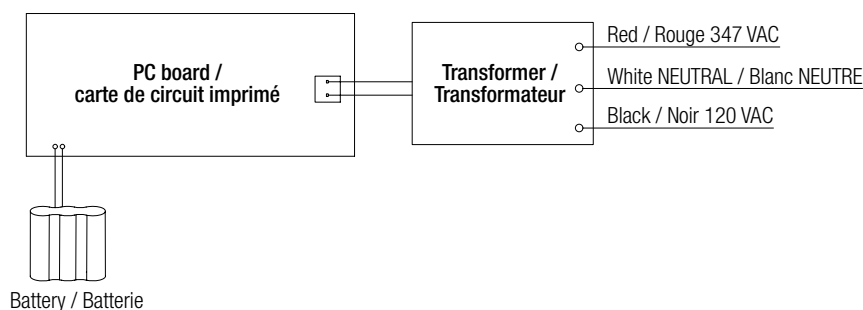 PC board /
carte de circuit imprimé
Transformer /
Transformateur
Red / Rouge 347 VAC
White NEUTRAL / Blanc NEUTRE
Black / Noir 120 VAC
Battery / Batterie